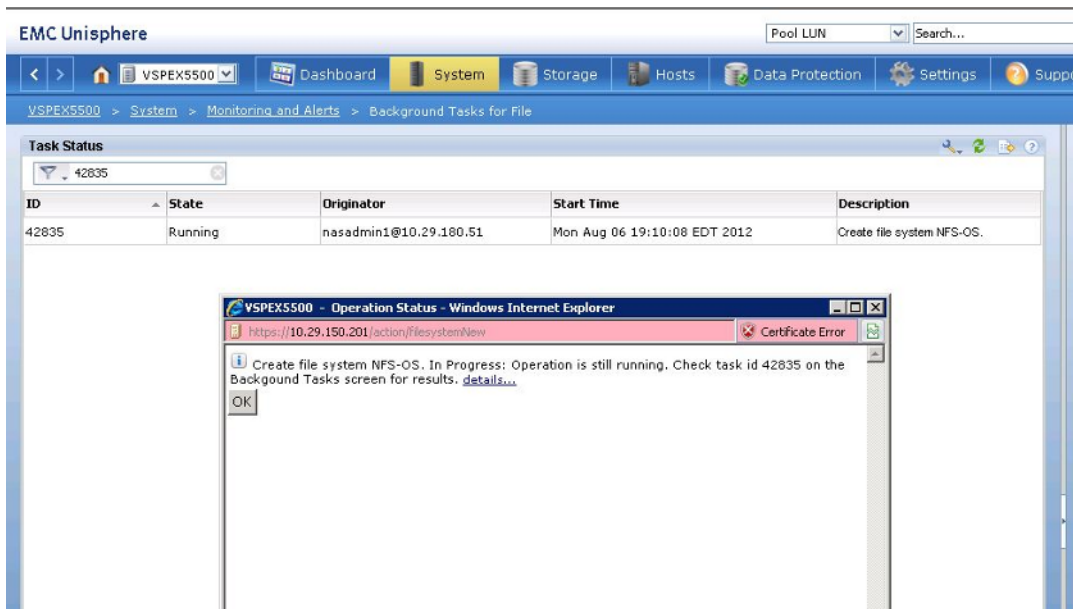 EMC Unisphere
Pool LUN
Search...
VSPEX5500
Dashboard
System
Storage
Hosts
Data Protection
Settings
Suppo
VSPEX5500 > System > Monitoring and Alerts > Background Tasks for File
Task Status
42835
ID State Originator Start Time Description
42835 Running nasadmin1@10.29.180.51 Mon Aug 06 19:10:08 EDT 2012 Create file system NFS-OS.
VSPEX5500 - Operation Status - Windows Internet Explorer
https://10.29.150.201/action/filesystemNew Certificate Error
Create file system NFS-OS. In Progress: Operation is still running. Check task id 42835 on the
Backgound Tasks screen for results. details...
OK